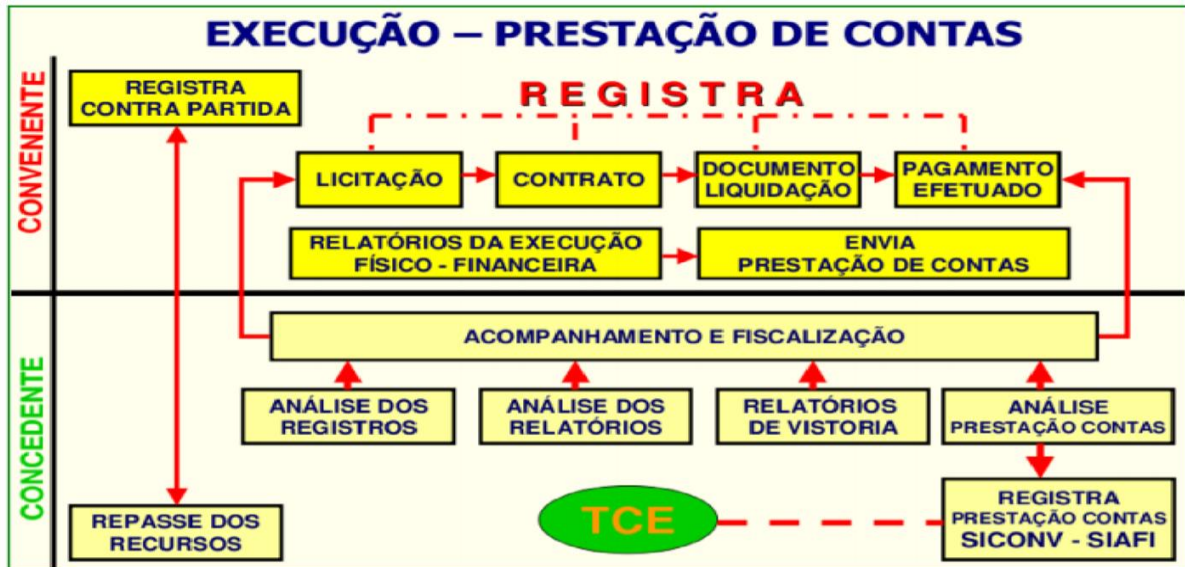 EXECUÇÃO – PRESTAÇÃO DE CONTAS
CONVENENTE
REGISTRA
CONTRA PARTIDA
REGISTRA
LICITAÇÃO
CONTRATO
DOCUMENTO
LIQUIDAÇÃO
PAGAMENTO
EFETUADO
RELATÓRIOS DA EXECUÇÃO
FÍSICO - FINANCEIRA
ENVIA
PRESTAÇÃO DE CONTAS
CONCEDENTE
ACOMPANHAMENTO E FISCALIZAÇÃO
ANÁLISE DOS
REGISTROS
ANÁLISE DOS
RELATÓRIOS
RELATÓRIOS
DE VISTORIA
ANÁLISE
PRESTAÇÃO CONTAS
REPASSE DOS
RECURSOS
TCE
REGISTRA
PRESTAÇÃO CONTAS
SICONV - SIAFI